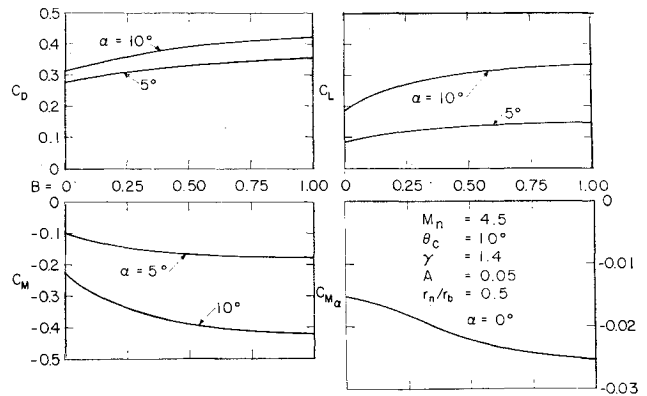 0.5
0.4
0.3
C_D
0.2
0.1
0
α = 10°
5°
C_L
α = 10°
5°
B = 0 0.25 0.50 0.75 1.00
0 0.25 0.50 0.75 1.00
-0.1
-0.2
C_M
-0.3
-0.4
-0.5
α = 5°
10°
C_Mα
M_n = 4.5
θ_c = 10°
γ = 1.4
A = 0.05
r_n/r_b = 0.5
α = 0°
0
-0.01
-0.02
-0.03